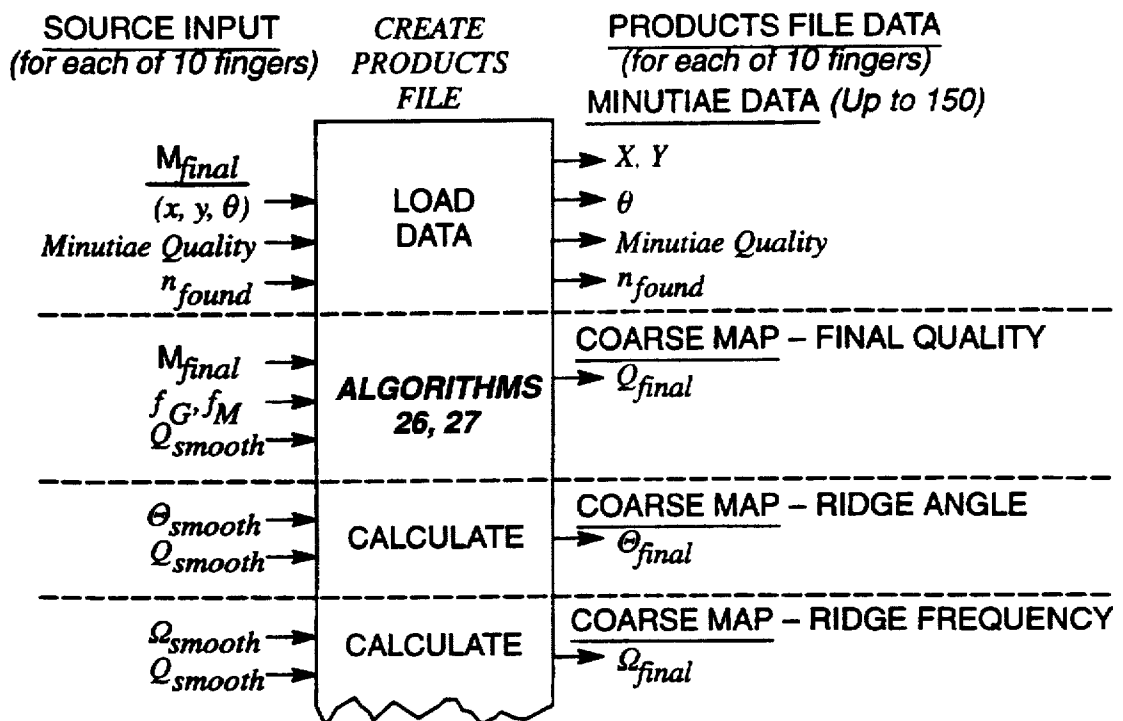 SOURCE INPUT
(for each of 10 fingers)
CREATE
PRODUCTS
FILE
PRODUCTS FILE DATA
(for each of 10 fingers)
MINUTIAE DATA (Up to 150)
M_final
(x, y, θ)
Minutiae Quality
n_found
LOAD
DATA
X, Y
θ
Minutiae Quality
n_found
M_final
f_G, f_M
Q_smooth
ALGORITHMS
26, 27
COARSE MAP – FINAL QUALITY
Q_final
Θ_smooth
Q_smooth
CALCULATE
COARSE MAP – RIDGE ANGLE
Θ_final
Ω_smooth
Q_smooth
CALCULATE
COARSE MAP – RIDGE FREQUENCY
Ω_final